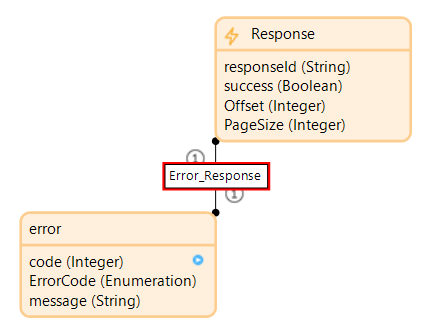 Response
responseId (String)
success (Boolean)
Offset (Integer)
PageSize (Integer)
1
Error_Response
1
error
code (Integer)
ErrorCode (Enumeration)
message (String)